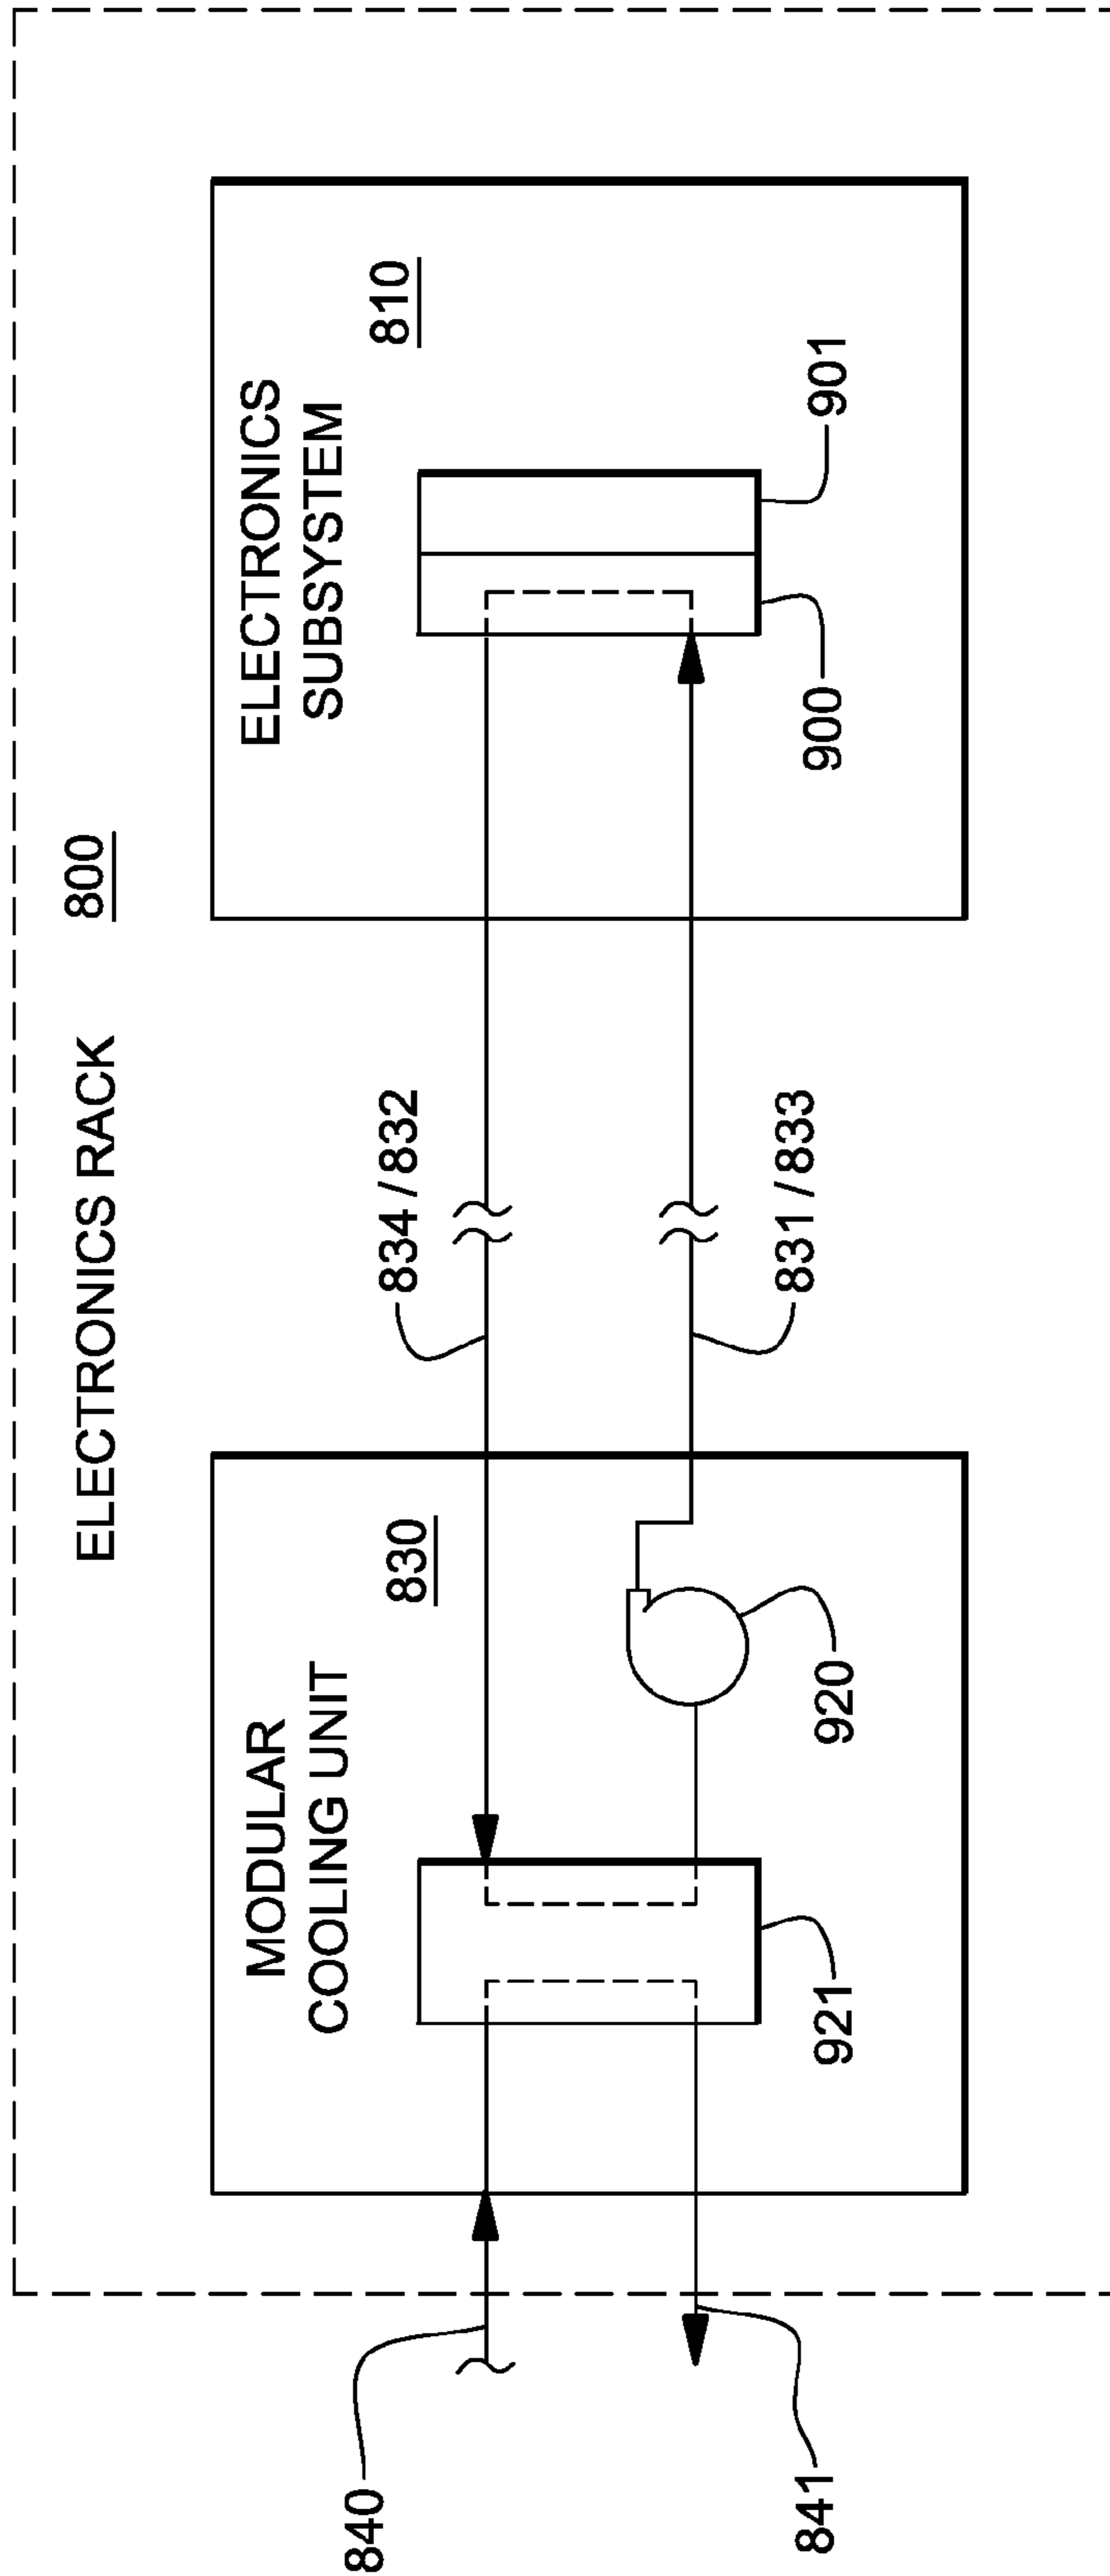 ELECTRONICS RACK 800
MODULAR
COOLING UNIT
830
ELECTRONICS
SUBSYSTEM
810
834 / 832
831 / 833
840
841
921
920
900
901